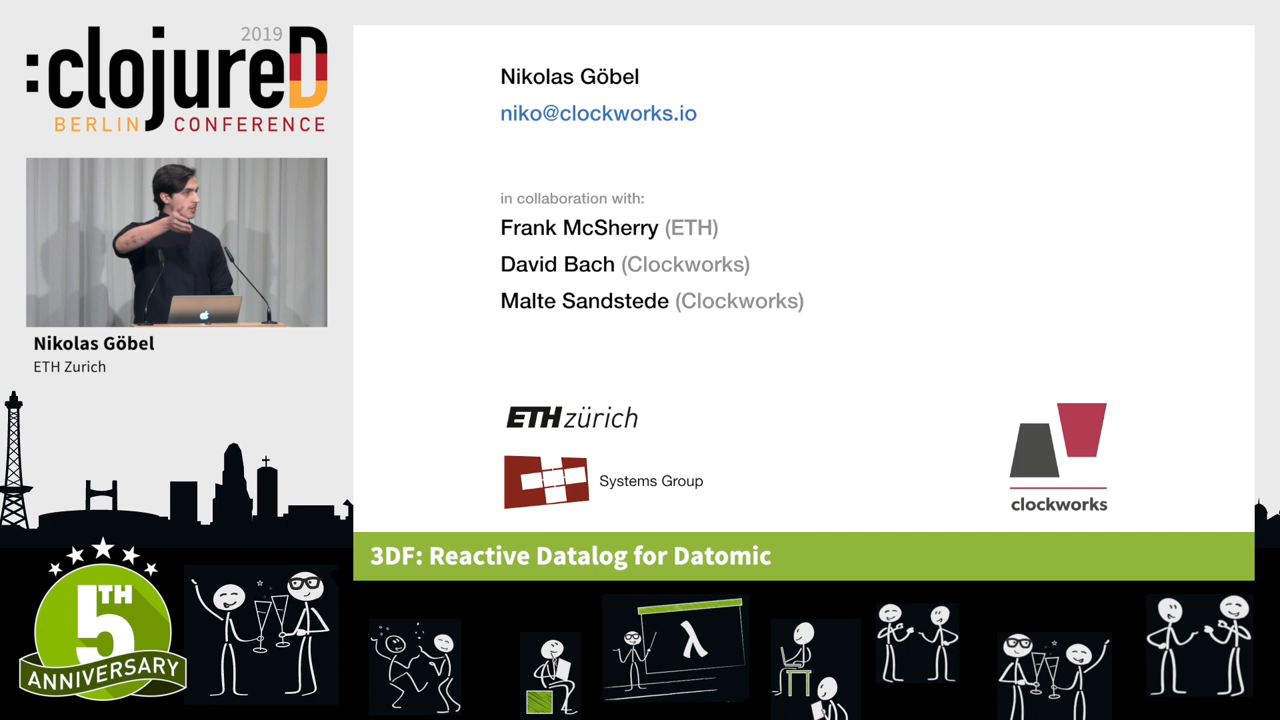 2019
:clojureD
BERLIN CONFERENCE
Nikolas Göbel
ETH Zurich
5TH
ANNIVERSARY
Nikolas Göbel
niko@clockworks.io
in collaboration with:
Frank McSherry (ETH)
David Bach (Clockworks)
Malte Sandstede (Clockworks)
ETH zürich
Systems Group
clockworks
3DF: Reactive Datalog for Datomic
λ